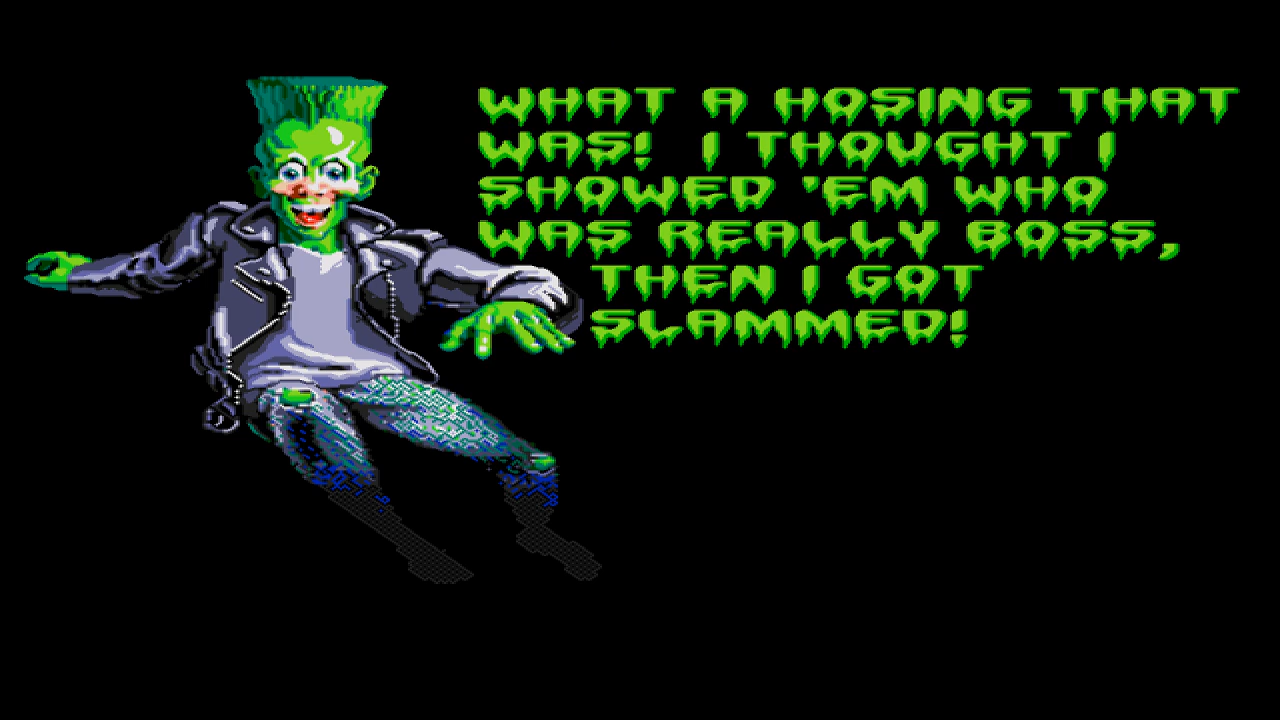 WHAT A HOSING THAT
WAS! I THOUGHT I
SHOWED 'EM WHO
WAS REALLY BOSS,
THEN I GOT
SLAMMED!